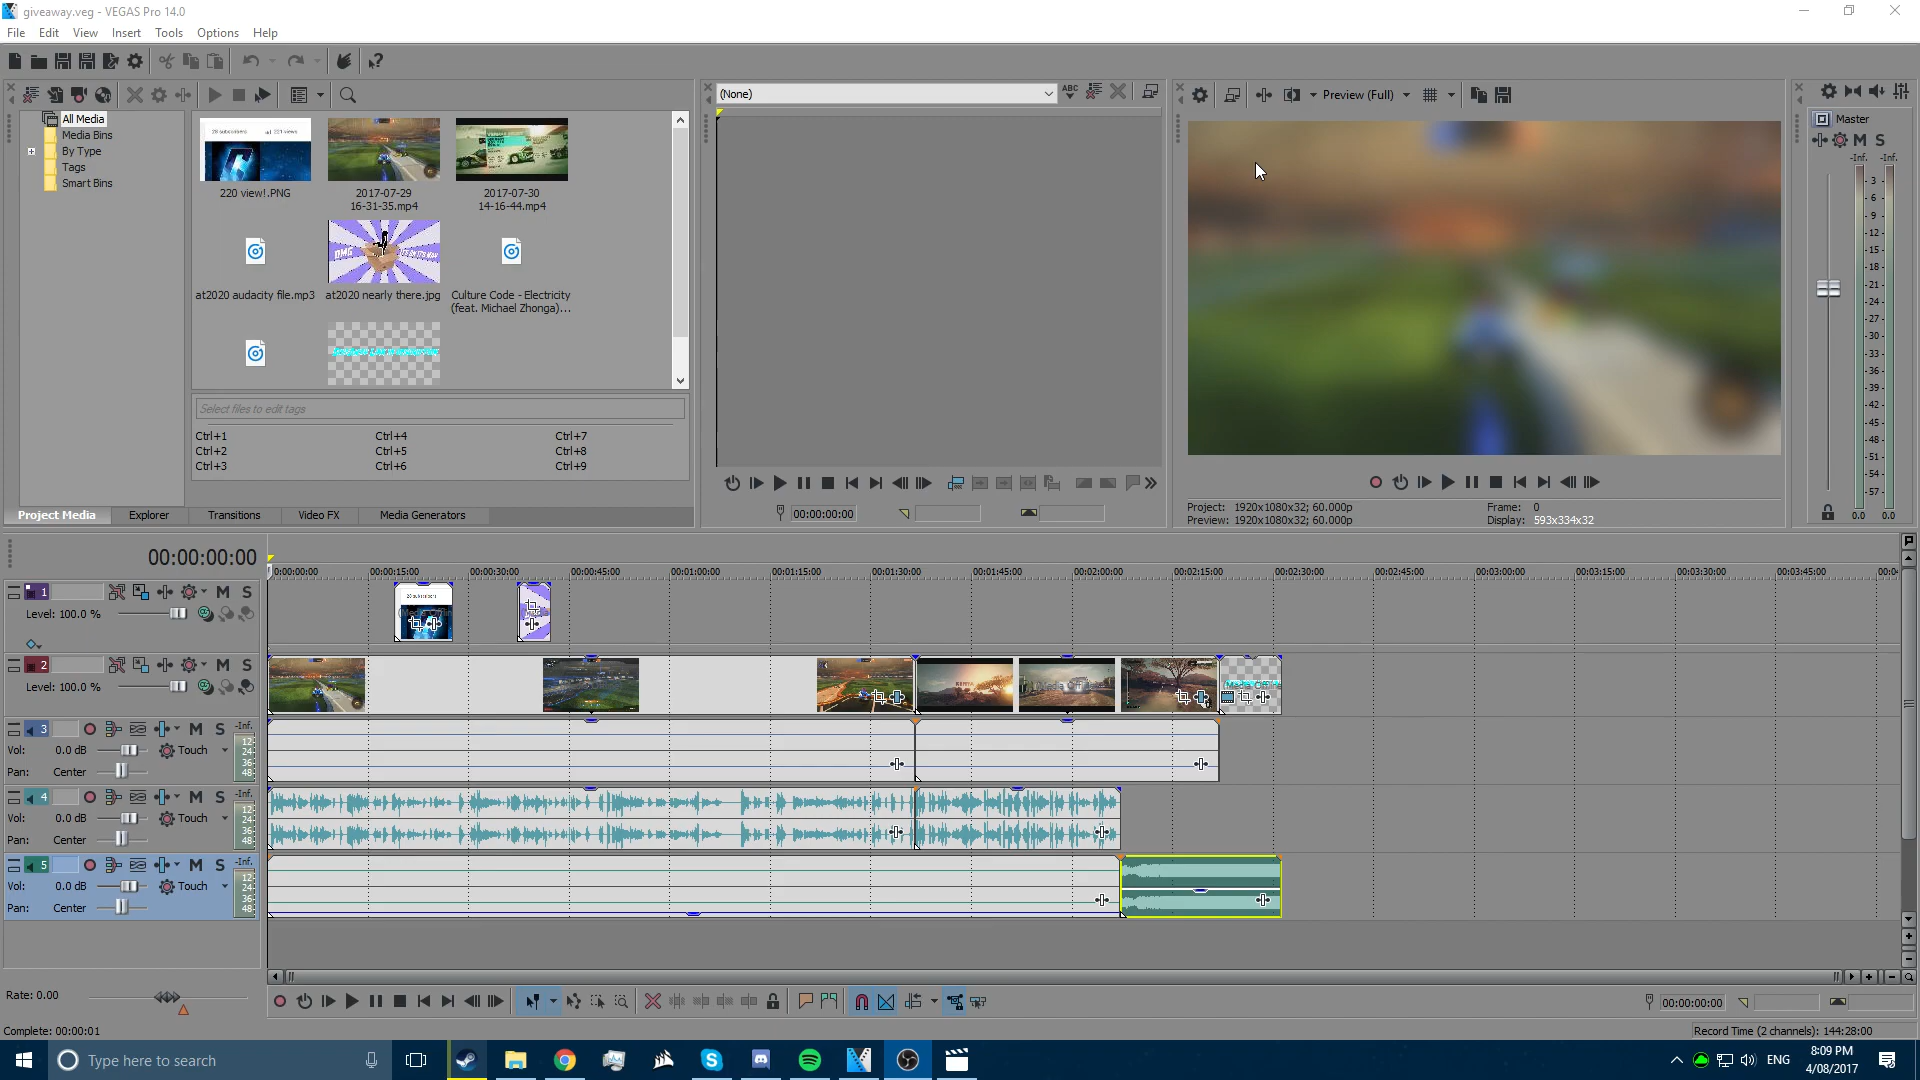 giveaway.veg - VEGAS Pro 14.0
File Edit View Insert Tools Options Help
(None)
Preview (Full)
All Media
Media Bins
By Type
Tags
Smart Bins
28 subscribers 221 views
220 view!.PNG
2017-07-29
16-31-35.mp4
2017-07-30
14-16-44.mp4
OMG
at2020 audacity file.mp3
at2020 nearly there.jpg
Culture Code - Electricity
(feat. Michael Zhonga)...
Select files to edit tags
Ctrl+1 Ctrl+4 Ctrl+7
Ctrl+2 Ctrl+5 Ctrl+8
Ctrl+3 Ctrl+6 Ctrl+9
Project Media Explorer Transitions Video FX Media Generators
00:00:00:00
Project: 1920x1080x32; 60.000p
Preview: 1920x1080x32; 60.000p
Frame: 0
Display: 593x334x32
Master
M S
-Inf. -Inf.
- 3 -
- 6 -
- 9 -
-12-
-15-
-18-
-21-
-24-
-27-
-30-
-33-
-36-
-39-
-42-
-45-
-48-
-51-
-54-
-57-
0.0 0.0
00:00:00:00
0:00:00:00 00:00:15:00 00:00:30:00 00:00:45:00 00:01:00:00 00:01:15:00 00:01:30:00 00:01:45:00 00:02:00:00 00:02:15:00 00:02:30:00 00:02:45:00 00:03:00:00 00:03:15:00 00:03:30:00 00:03:45:00 00:0
1 M S
Level: 100.0 %
2 M S
Level: 100.0 %
KENYA
3 M S -Inf.
Vol: 0.0 dB Touch
Pan: Center
12
24
36
48
4 M S -Inf.
Vol: 0.0 dB Touch
Pan: Center
12
24
36
48
5 M S -Inf.
Vol: 0.0 dB Touch
Pan: Center
12
24
36
48
Rate: 0.00
00:00:00:00
Complete: 00:00:01
Record Time (2 channels): 144:28:00
Type here to search
ENG
8:09 PM
4/08/2017